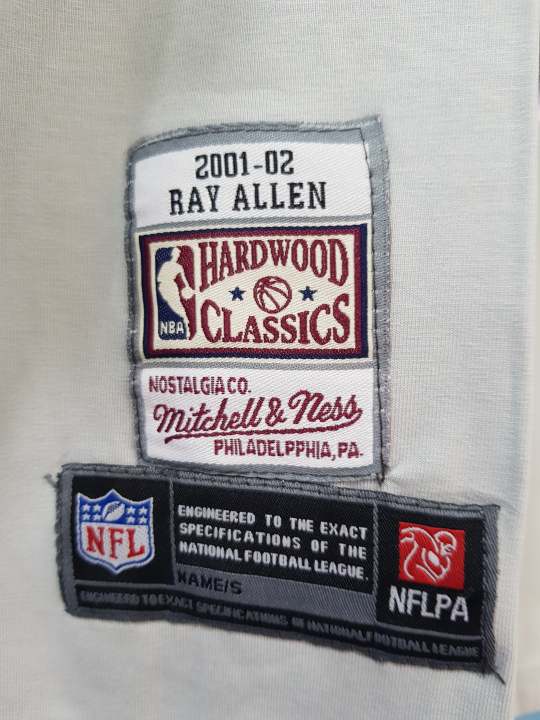 2001-02
RAY ALLEN
HARDWOOD
NBA
CLASSICS
NOSTALGIA CO.
Mitchell & Ness
PHILADELPPHIA, PA.
NFL
ENGINEERED TO THE EXACT
SPECIFICATIONS OF THE
NATIONAL FOOTBALL LEAGUE.
NAME/S
NFLPA
ENGINEERED TO EXACT SPECIFICATIONS OF NATIONAL FOOTBALL LEAGUE